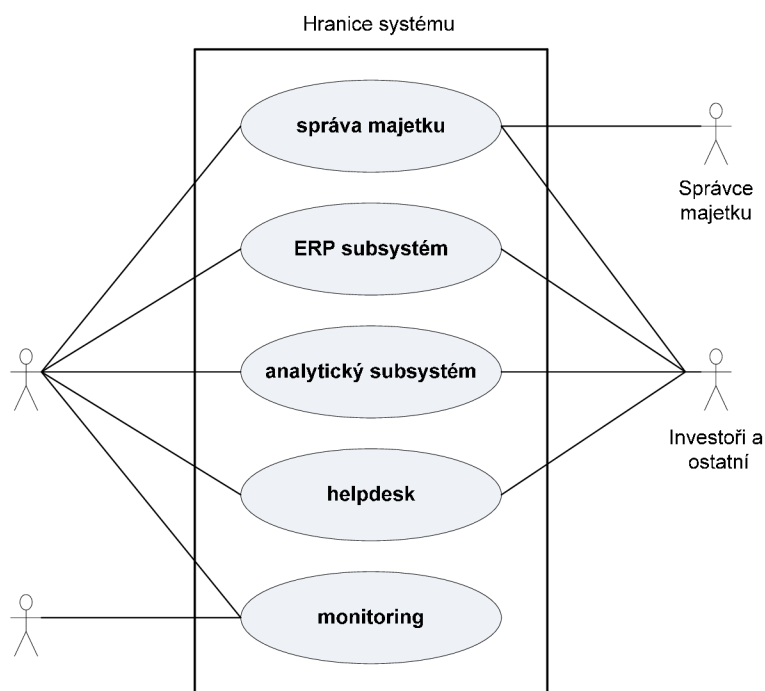 Hranice systému
správa majetku
Správce
majetku
ERP subsystém
analytický subsystém
Investoři a
ostatní
helpdesk
monitoring